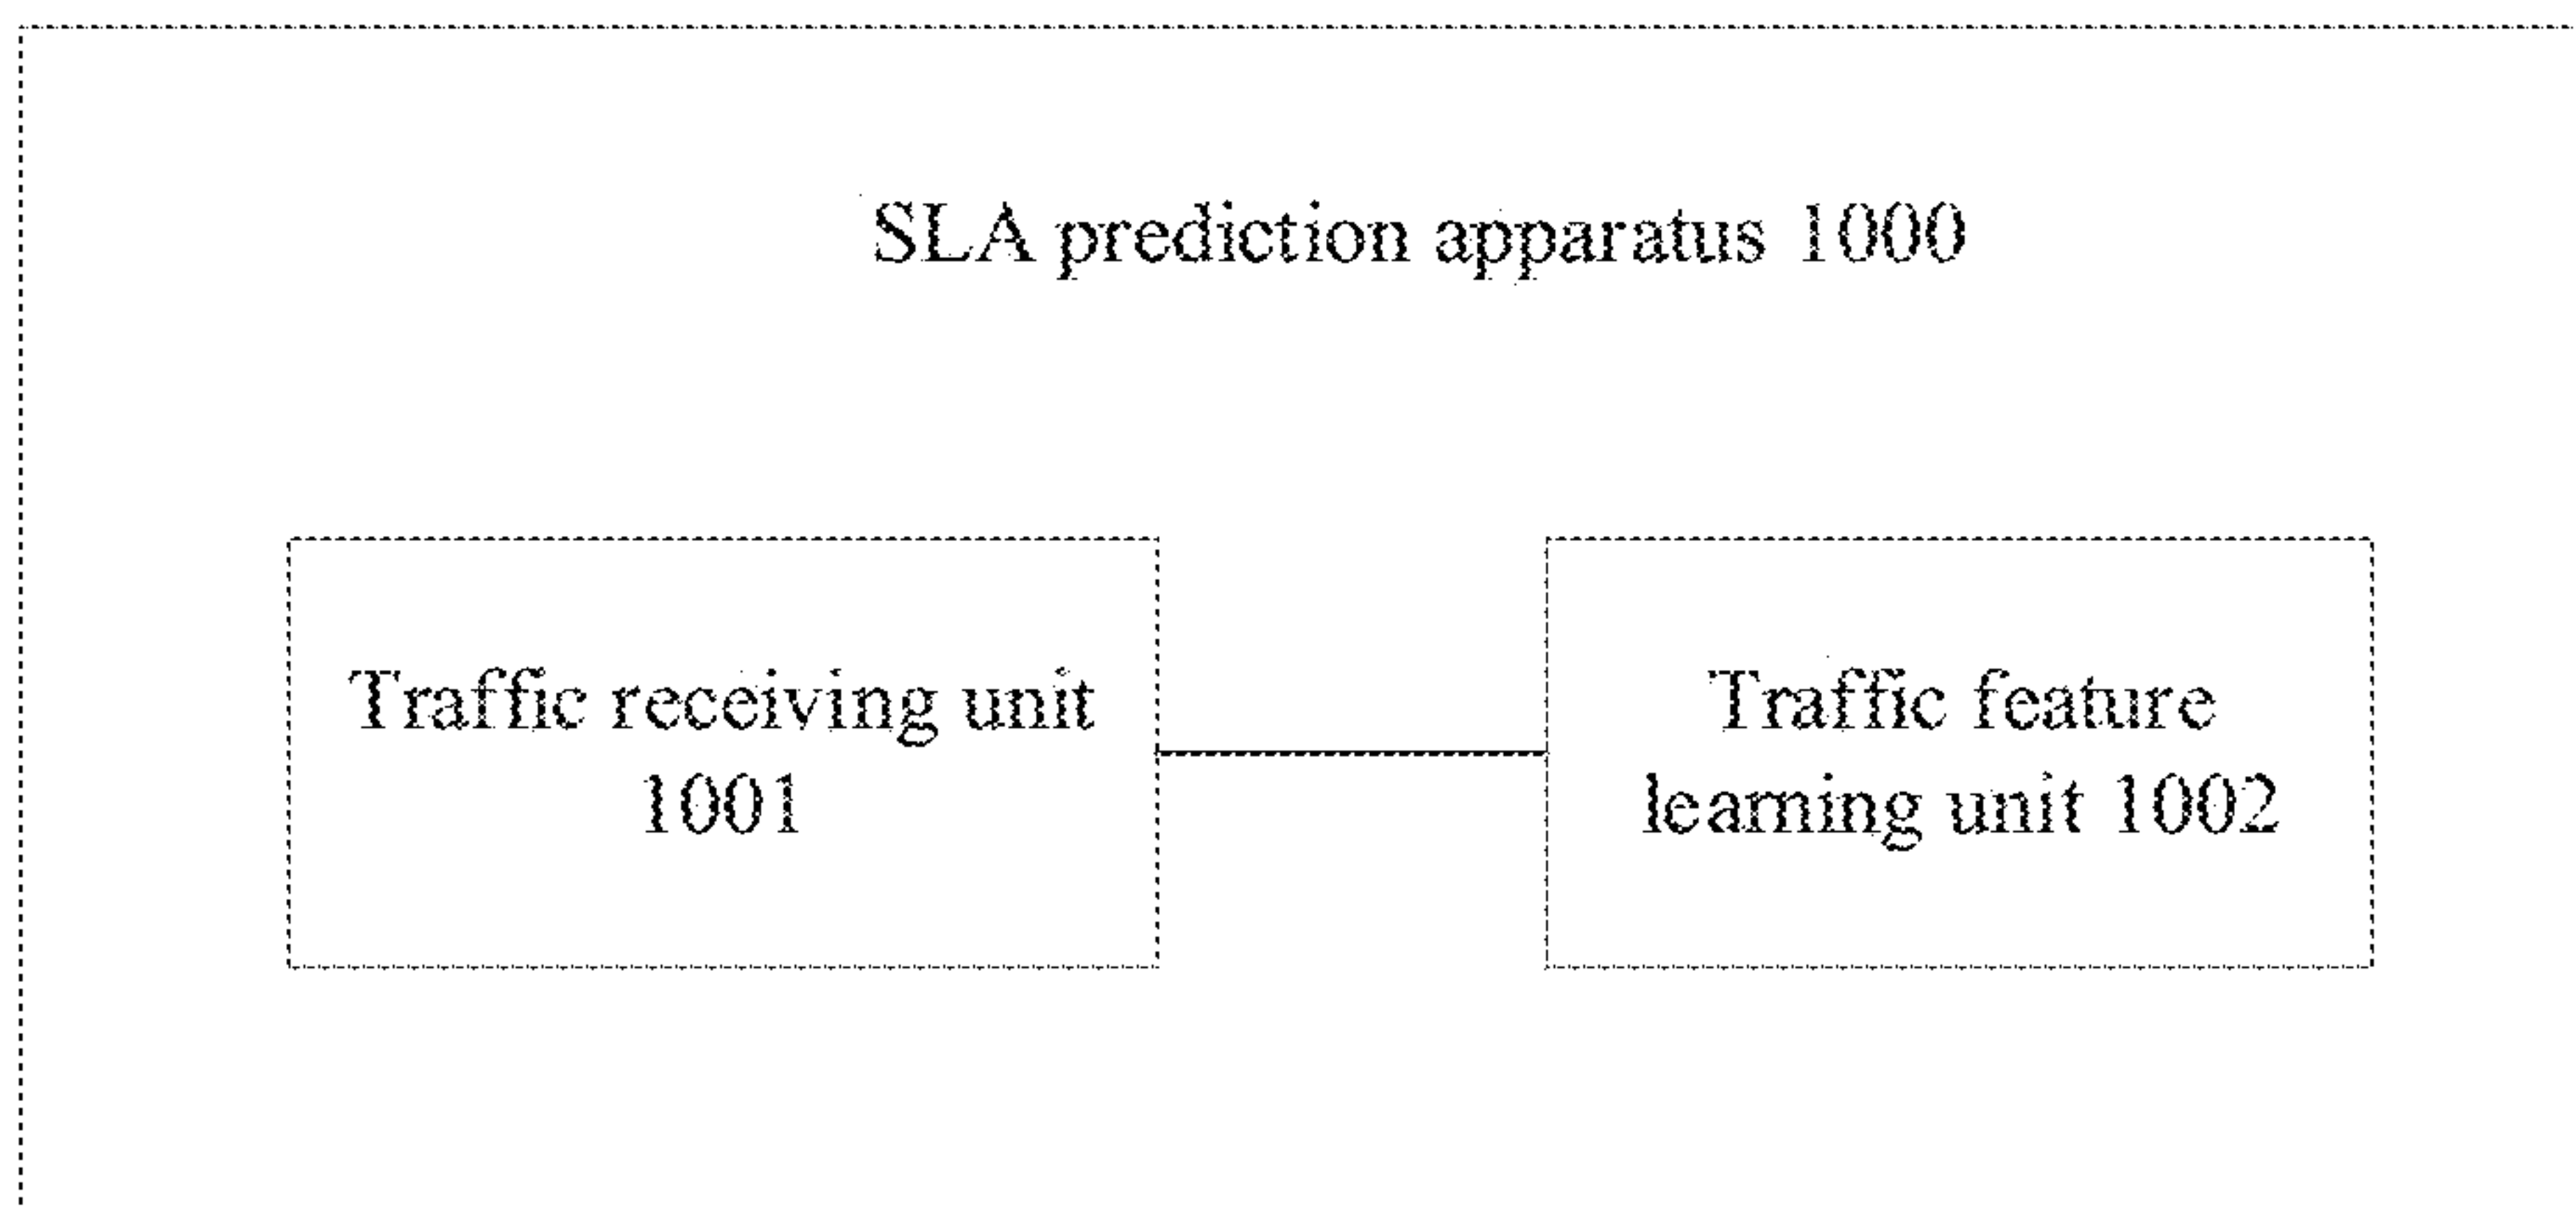 SLA prediction apparatus 1000
Traffic receiving unit
1001
Traffic feature
learning unit 1002